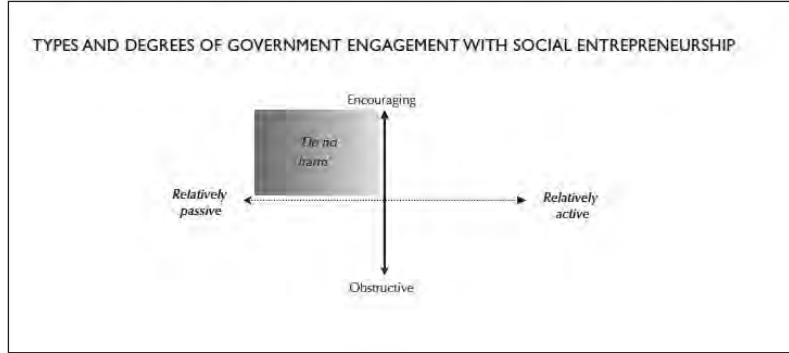 TYPES AND DEGREES OF GOVERNMENT ENGAGEMENT WITH SOCIAL ENTREPRENEURSHIP
Encouraging
'Do no
harm'
Relatively
passive
Relatively
active
Obstructive